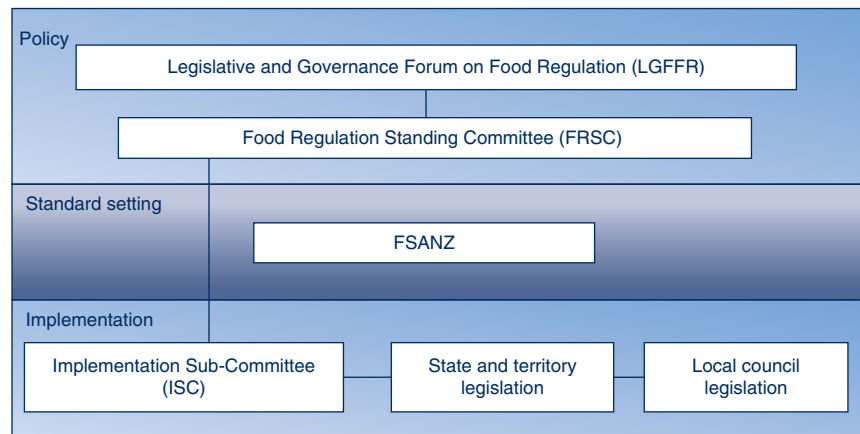 Policy
Legislative and Governance Forum on Food Regulation (LGFFR)
Food Regulation Standing Committee (FRSC)
Standard setting
FSANZ
Implementation
Implementation Sub-Committee
(ISC)
State and territory
legislation
Local council
legislation